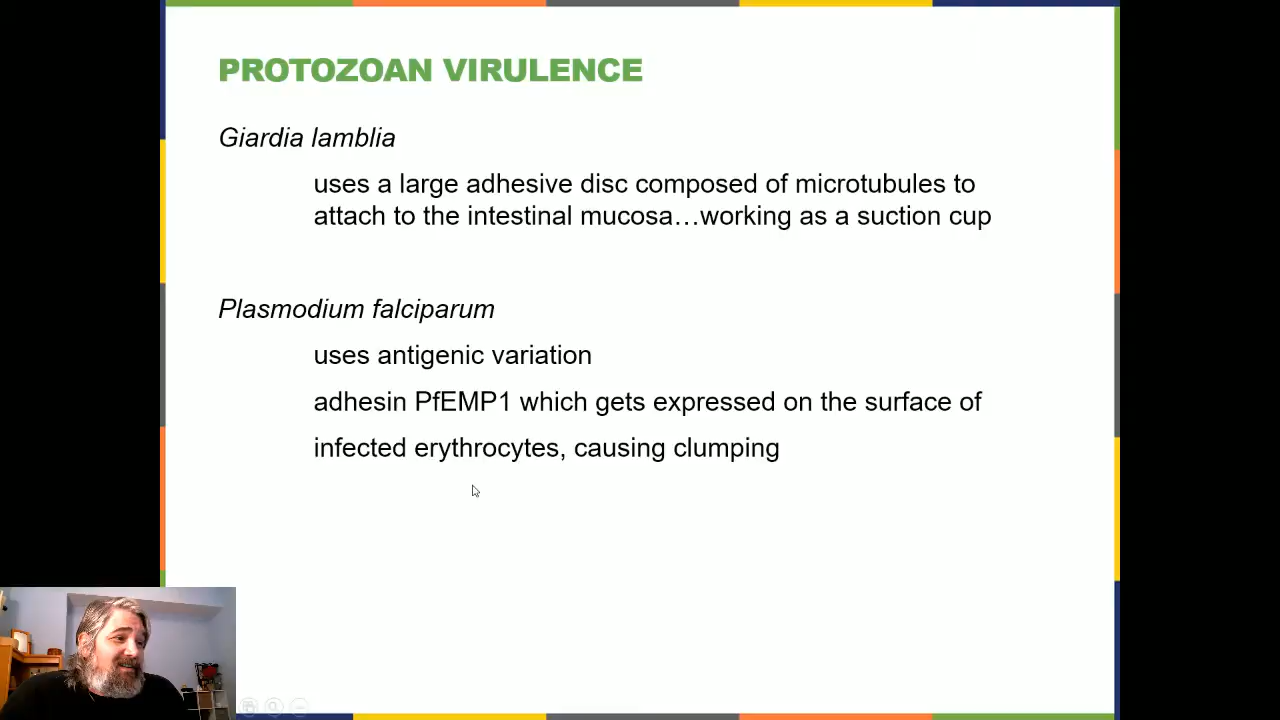 PROTOZOAN VIRULENCE
Giardia lamblia
uses a large adhesive disc composed of microtubules to
attach to the intestinal mucosa…working as a suction cup
Plasmodium falciparum
uses antigenic variation
adhesin PfEMP1 which gets expressed on the surface of
infected erythrocytes, causing clumping